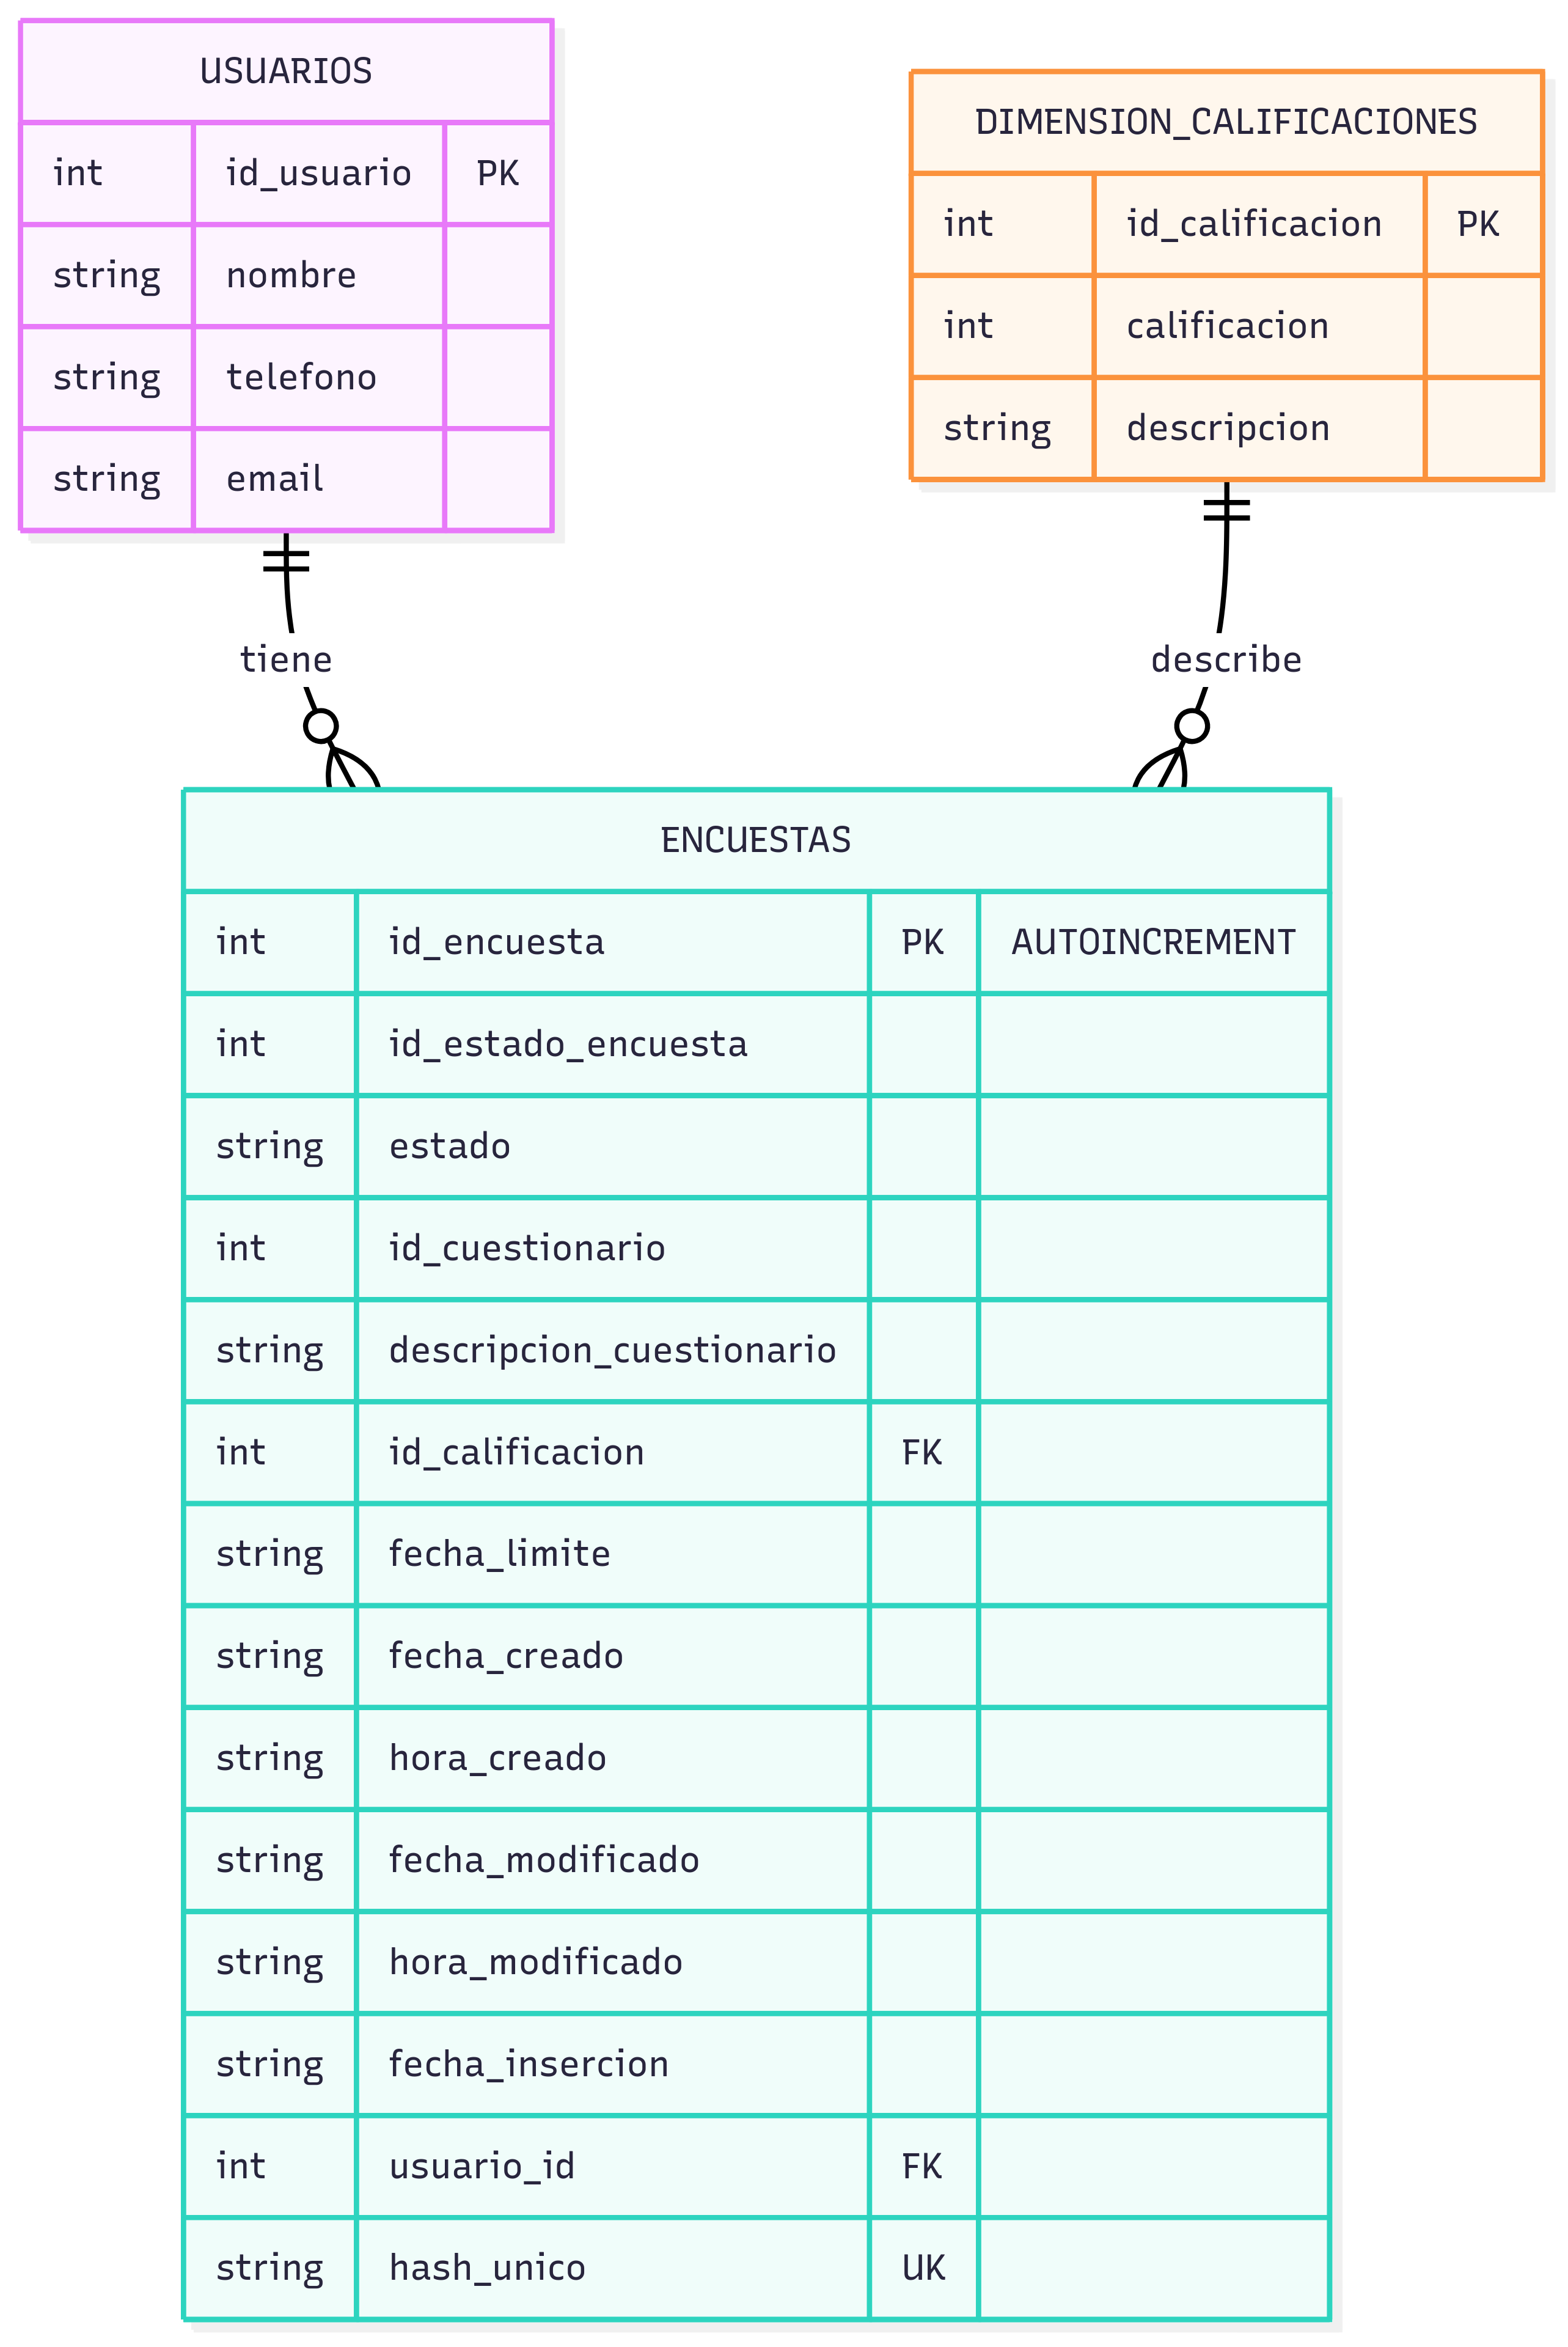 USUARIOS
int id_usuario PK
string nombre
string telefono
string email
DIMENSION_CALIFICACIONES
int id_calificacion PK
int calificacion
string descripcion
tiene
describe
ENCUESTAS
int id_encuesta PK AUTOINCREMENT
int id_estado_encuesta
string estado
int id_cuestionario
string descripcion_cuestionario
int id_calificacion FK
string fecha_limite
string fecha_creado
string hora_creado
string fecha_modificado
string hora_modificado
string fecha_insercion
int usuario_id FK
string hash_unico UK